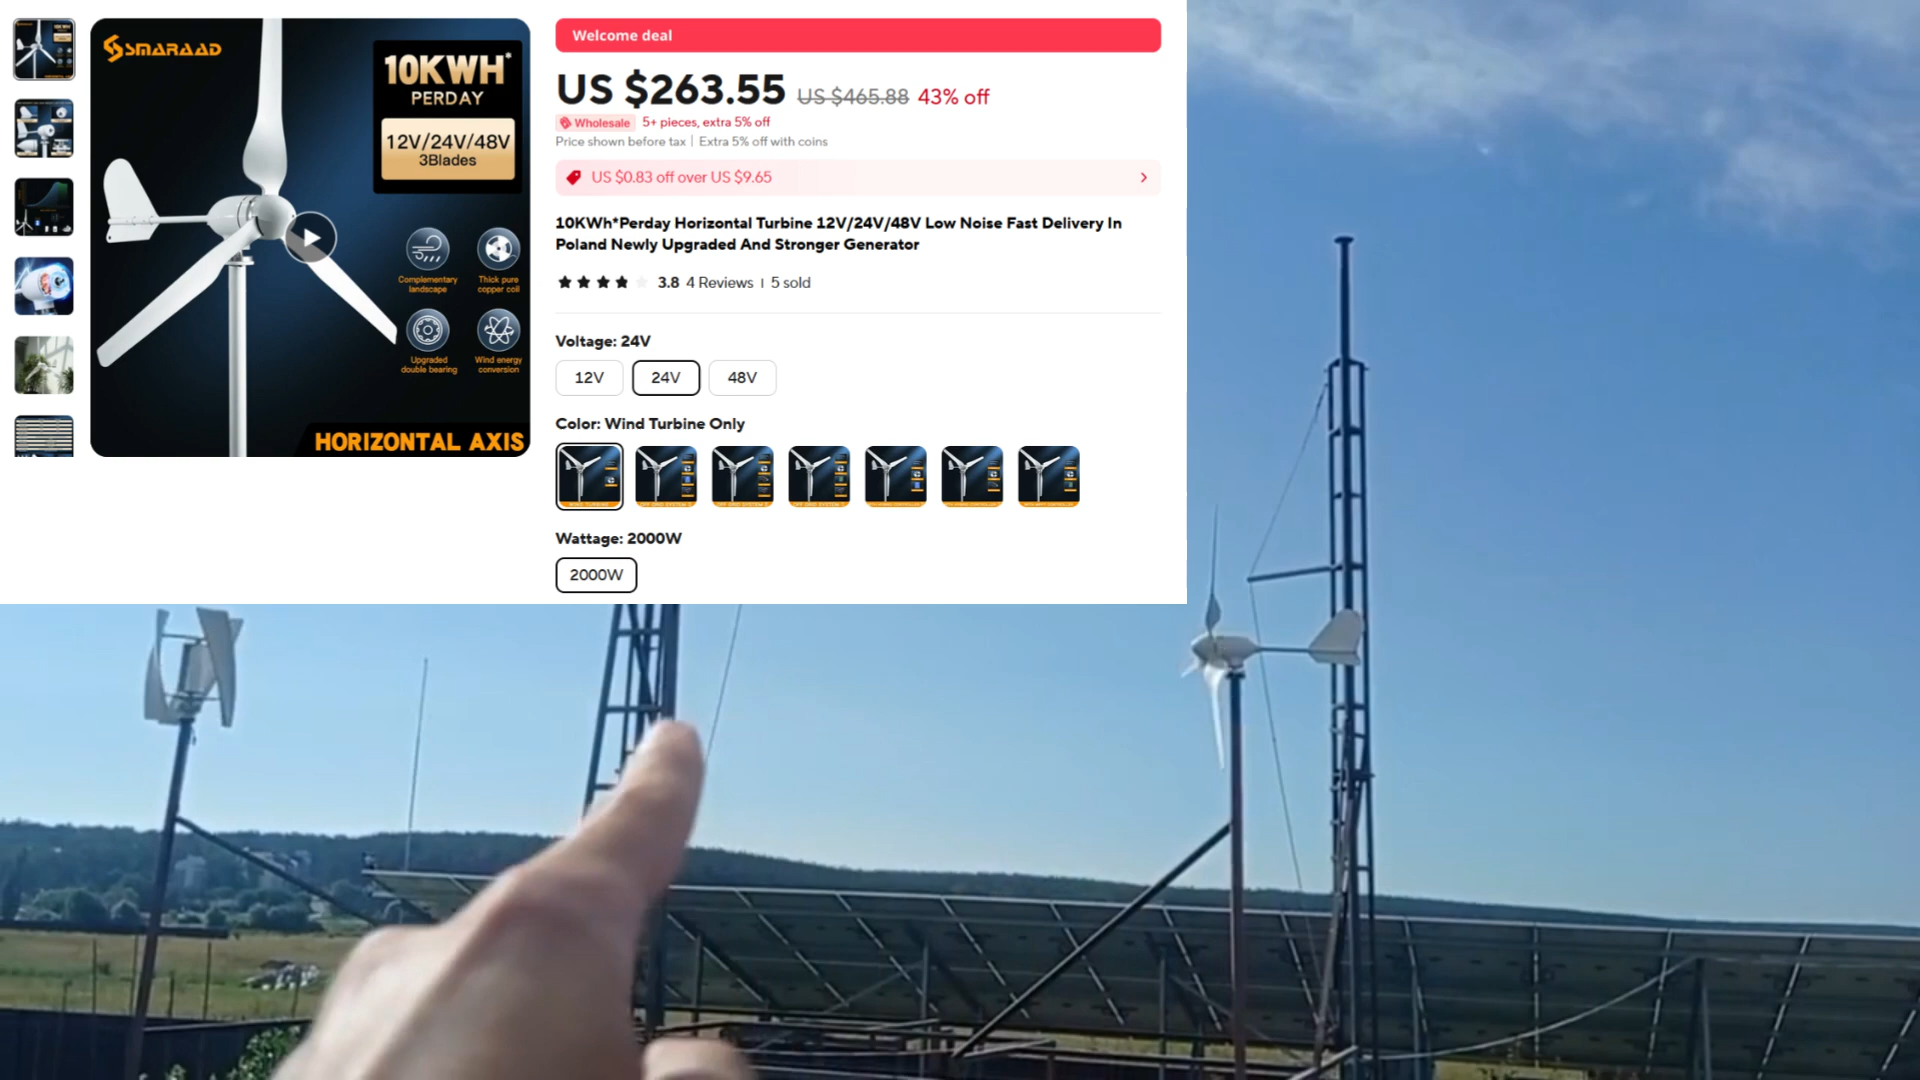 SMARAAD
10KWH*
PERDAY
12V/24V/48V
3Blades
Complementary
landscape
Thick pure
copper coil
Upgraded
double bearing
Wind energy
conversion
HORIZONTAL AXIS
Welcome deal
US $263.55 US $465.88 43% off
Wholesale 5+ pieces, extra 5% off
Price shown before tax | Extra 5% off with coins
US $0.83 off over US $9.65
10KWh*Perday Horizontal Turbine 12V/24V/48V Low Noise Fast Delivery In
Poland Newly Upgraded And Stronger Generator
3.8 4 Reviews | 5 sold
Voltage: 24V
12V 24V 48V
Color: Wind Turbine Only
Wattage: 2000W
2000W